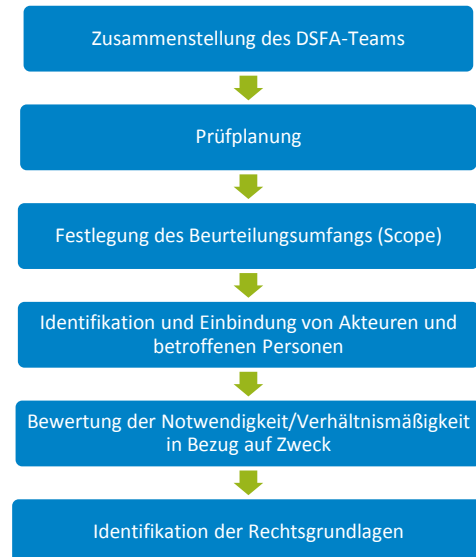 Zusammenstellung des DSFA-Teams
Prüfplanung
Festlegung des Beurteilungsumfangs (Scope)
Identifikation und Einbindung von Akteuren und
betroffenen Personen
Bewertung der Notwendigkeit/Verhältnismäßigkeit
in Bezug auf Zweck
Identifikation der Rechtsgrundlagen